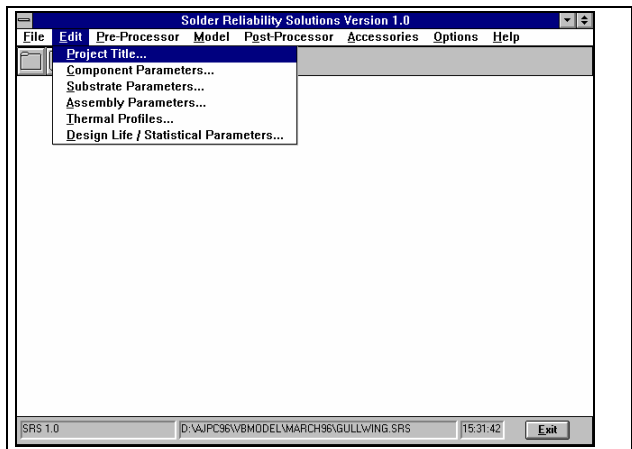 Solder Reliability Solutions Version 1.0
File Edit Pre-Processor Model Post-Processor Accessories Options Help
Project Title...
Component Parameters...
Substrate Parameters...
Assembly Parameters...
Thermal Profiles...
Design Life / Statistical Parameters...
SRS 1.0 D:\AJPC96\VBMODEL\MARCH96\GULLWING.SRS 15:31:42 Exit